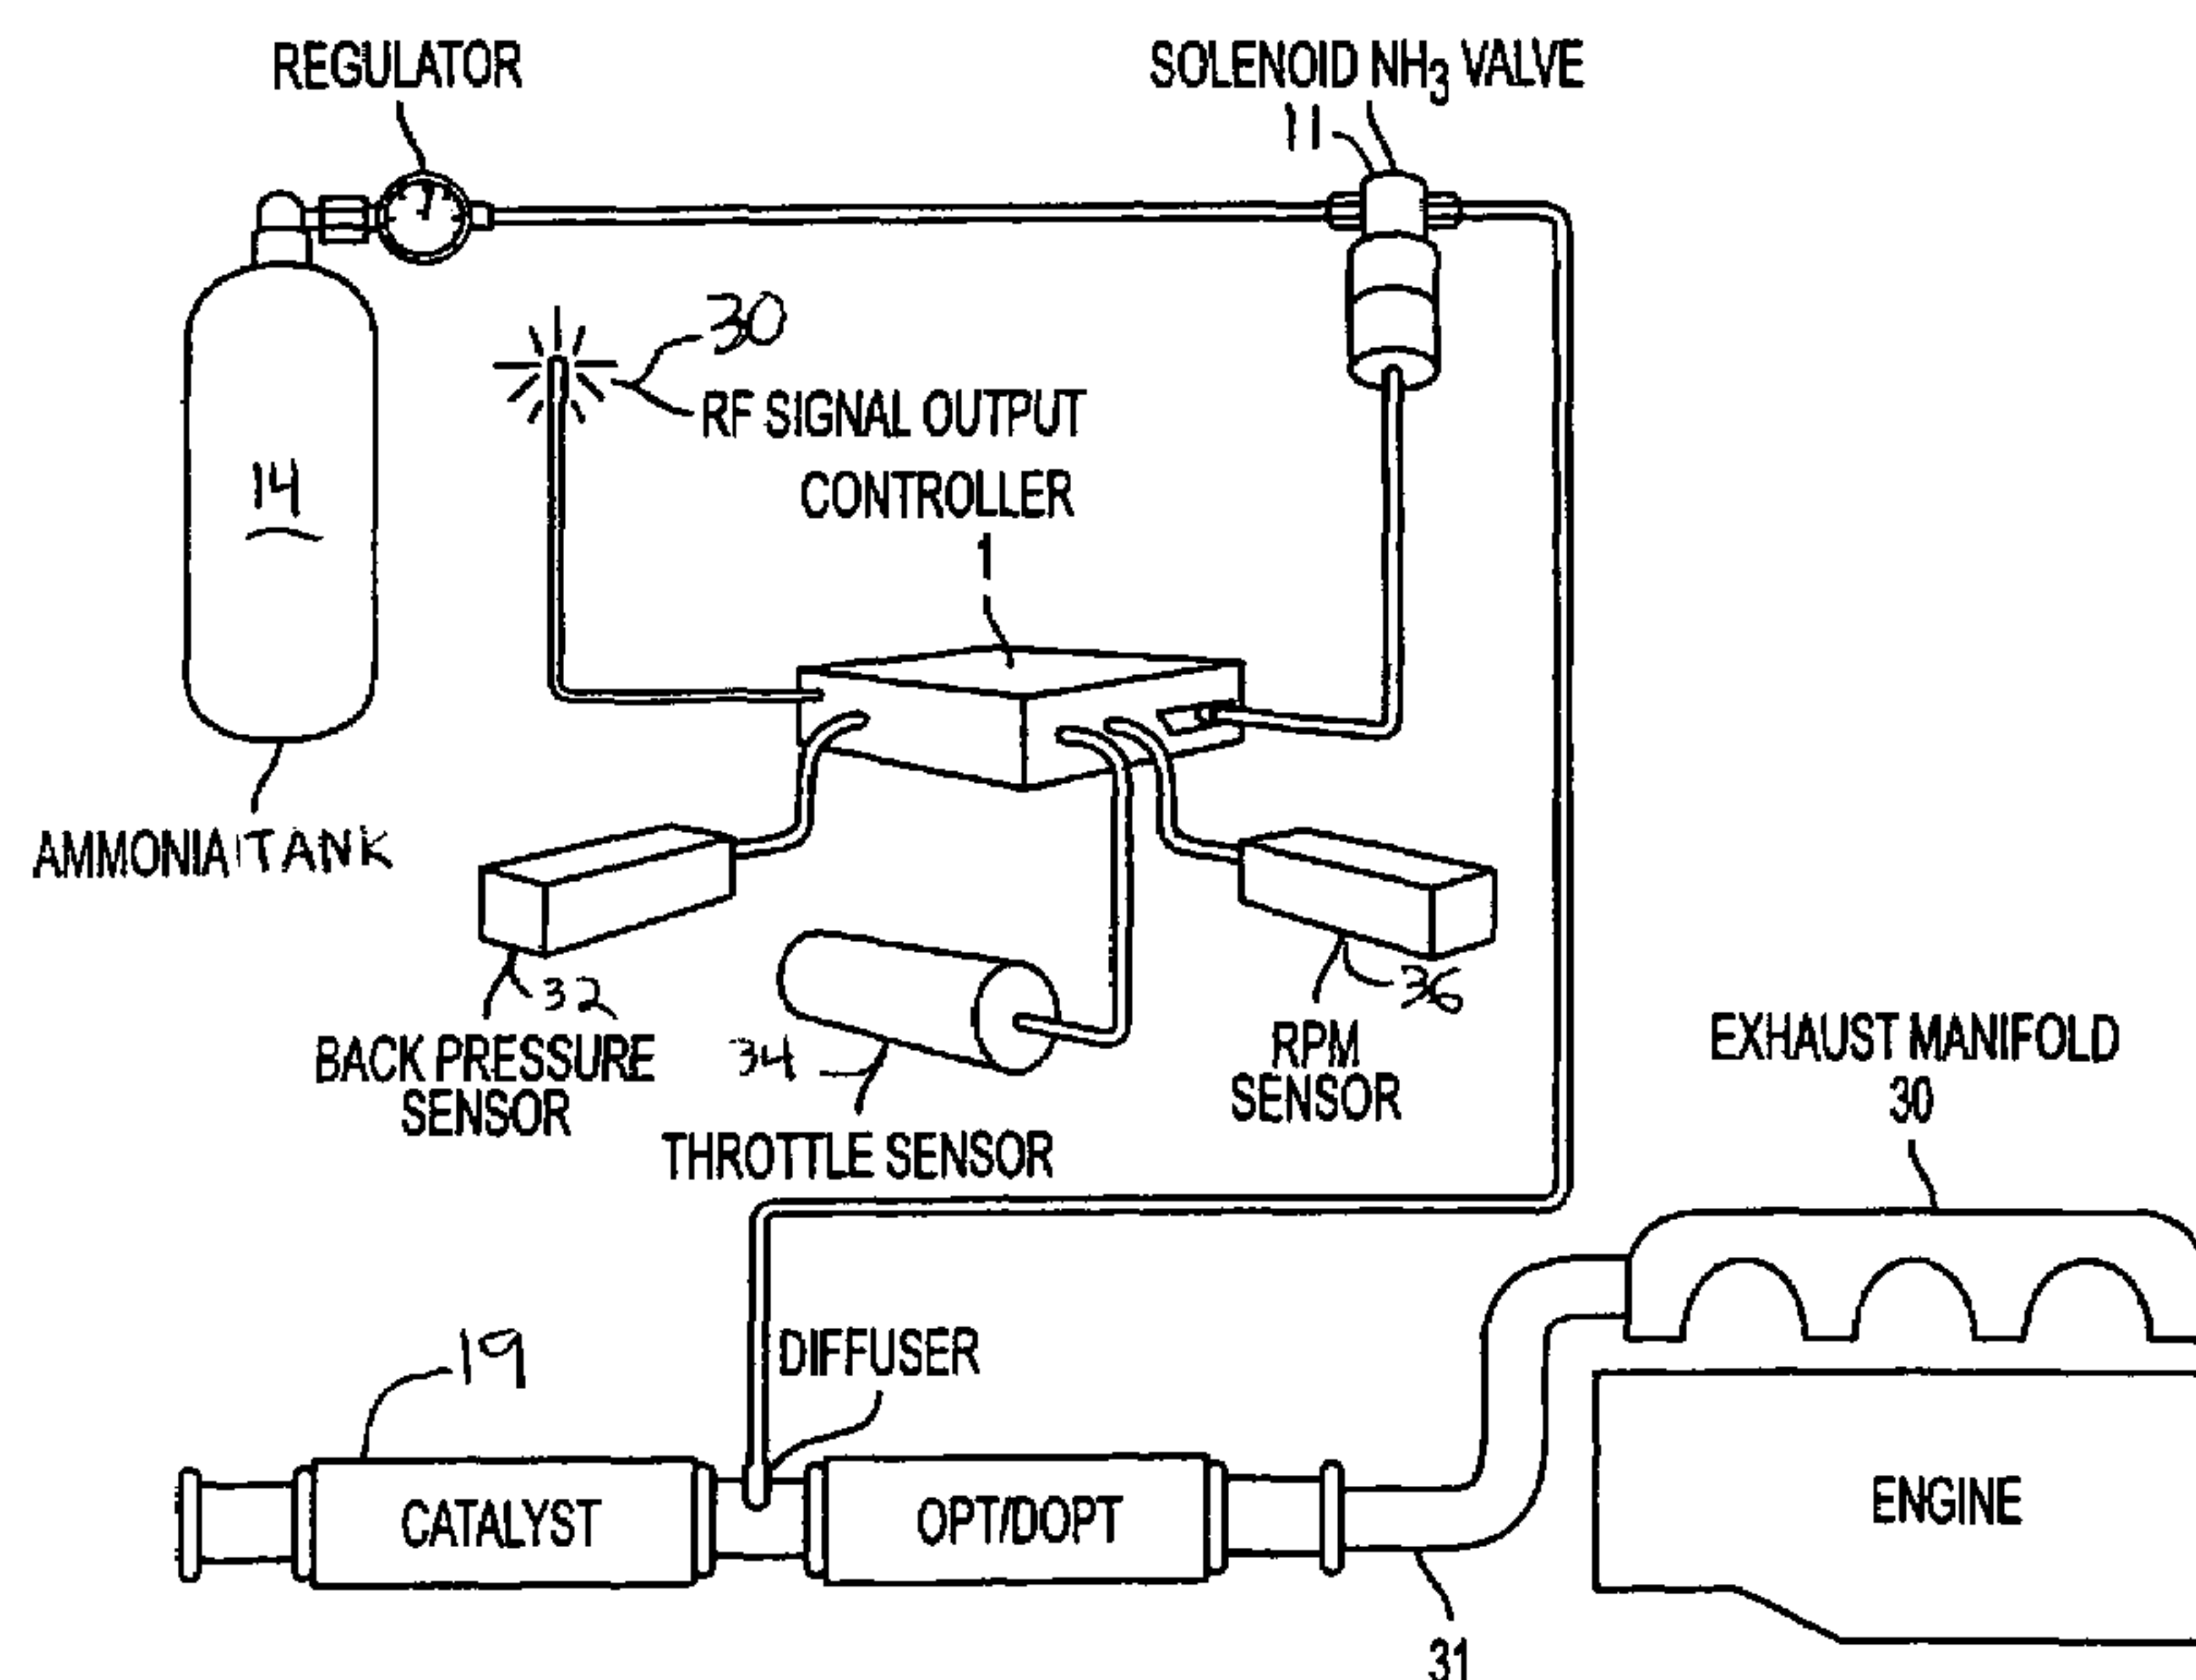 REGULATOR
SOLENOID NH₃ VALVE
11
30
RF SIGNAL OUTPUT
CONTROLLER
1
14
AMMONIA TANK
32
BACK PRESSURE
SENSOR
34
THROTTLE SENSOR
36
RPM
SENSOR
EXHAUST MANIFOLD
30
19
DIFFUSER
CATALYST
OPT/DOPT
ENGINE
31